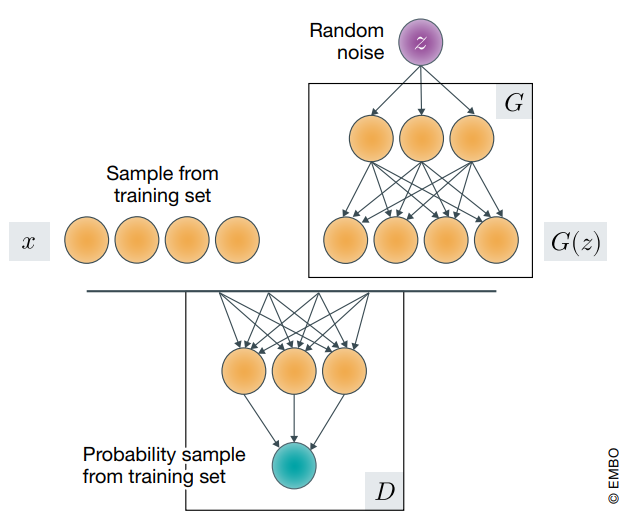 Random
noise
z
G
Sample from
training set
x
G(z)
Probability sample
from training set
D
© EMBO